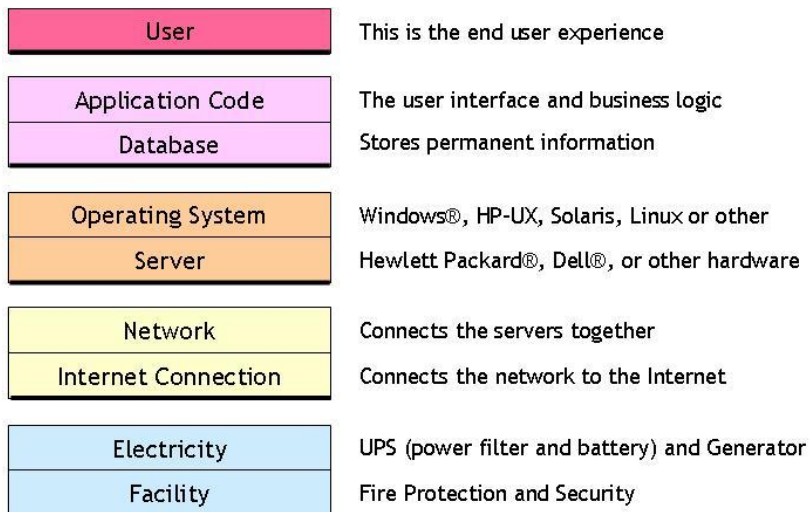 User This is the end user experience
Application Code The user interface and business logic
Database Stores permanent information
Operating System Windows®, HP-UX, Solaris, Linux or other
Server Hewlett Packard®, Dell®, or other hardware
Network Connects the servers together
Internet Connection Connects the network to the Internet
Electricity UPS (power filter and battery) and Generator
Facility Fire Protection and Security